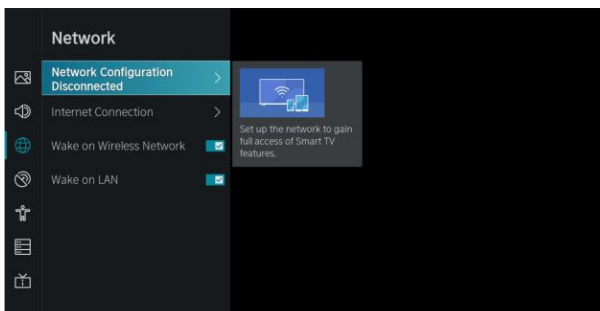 Network
Network Configuration
Disconnected
Internet Connection
Wake on Wireless Network
Wake on LAN
Set up the network to gain
full access of Smart TV
features.